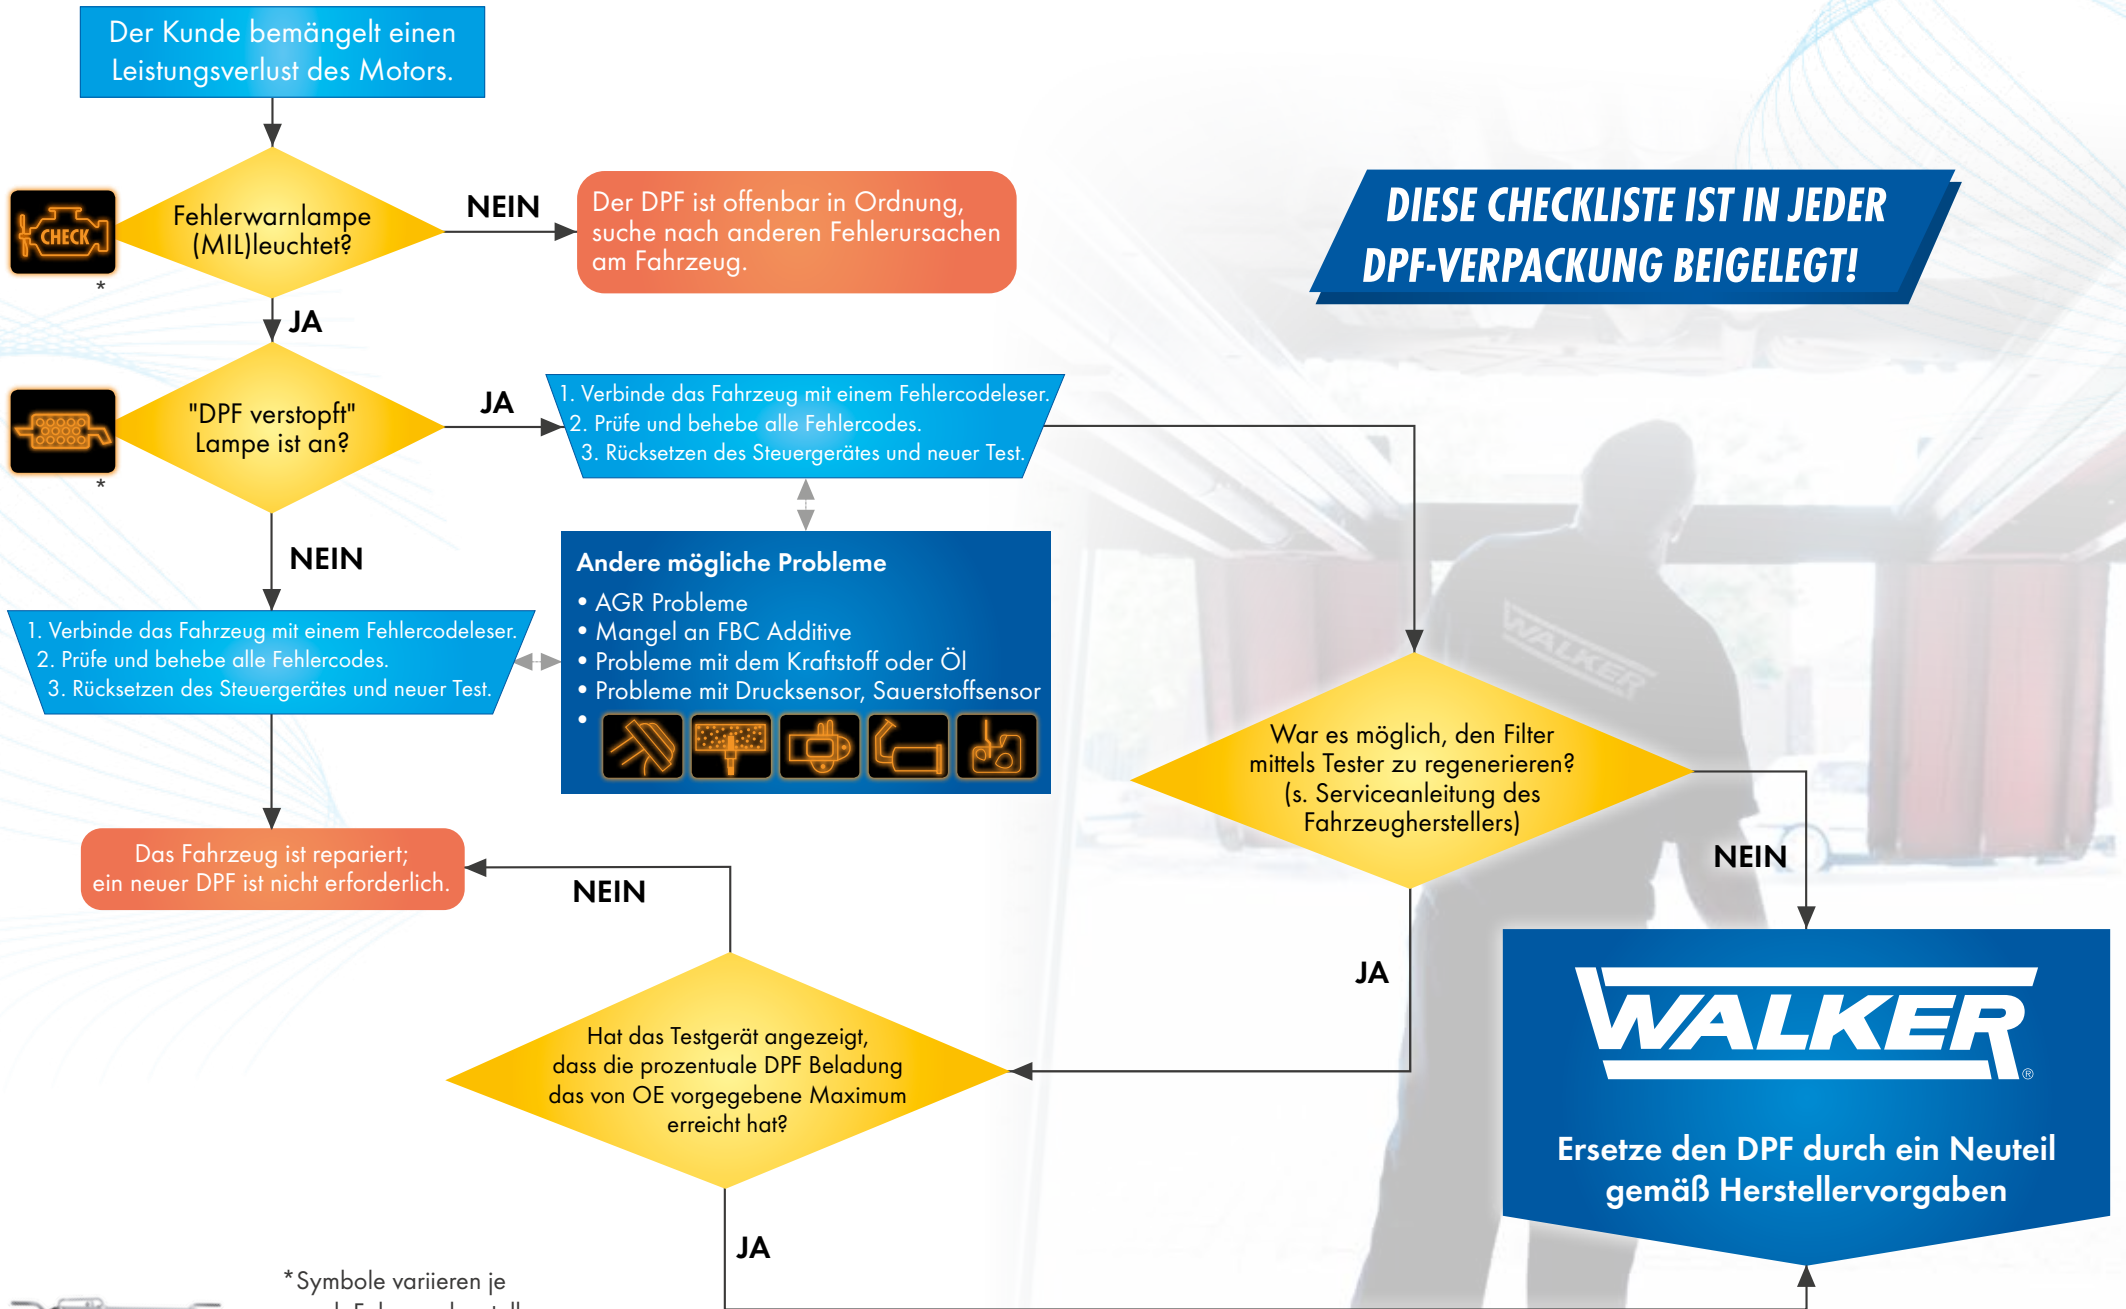 Der Kunde bemängelt einen
Leistungsverlust des Motors.
CHECK
*
Fehlerwarnlampe
(MIL)leuchtet?
NEIN
Der DPF ist offenbar in Ordnung,
suche nach anderen Fehlerursachen
am Fahrzeug.
DIESE CHECKLISTE IST IN JEDER
DPF-VERPACKUNG BEIGELEGT!
JA
*
"DPF verstopft"
Lampe ist an?
JA
1. Verbinde das Fahrzeug mit einem Fehlercodeleser.
2. Prüfe und behebe alle Fehlercodes.
3. Rücksetzen des Steuergerätes und neuer Test.
NEIN
1. Verbinde das Fahrzeug mit einem Fehlercodeleser.
2. Prüfe und behebe alle Fehlercodes.
3. Rücksetzen des Steuergerätes und neuer Test.
Andere mögliche Probleme
• AGR Probleme
• Mangel an FBC Additive
• Probleme mit dem Kraftstoff oder Öl
• Probleme mit Drucksensor, Sauerstoffsensor
•
WALKER
War es möglich, den Filter
mittels Tester zu regenerieren?
(s. Serviceanleitung des
Fahrzeugherstellers)
NEIN
JA
Das Fahrzeug ist repariert;
ein neuer DPF ist nicht erforderlich.
NEIN
Hat das Testgerät angezeigt,
dass die prozentuale DPF Beladung
das von OE vorgegebene Maximum
erreicht hat?
JA
WALKER®
Ersetze den DPF durch ein Neuteil
gemäß Herstellervorgaben
*Symbole variieren je